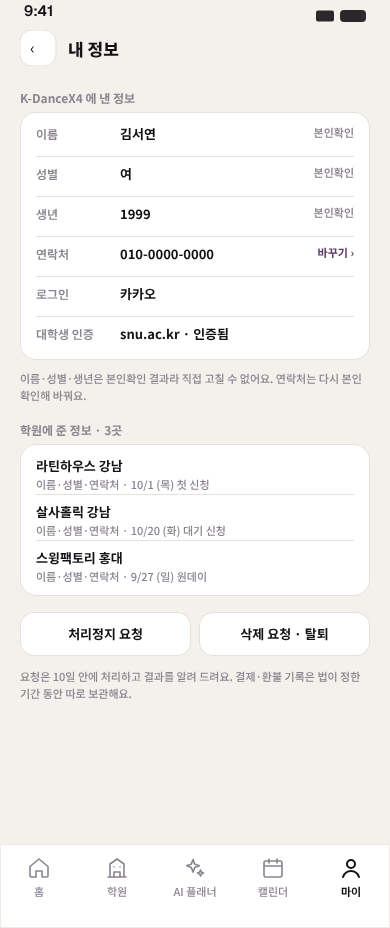 9:41
‹ 내 정보
K-DanceX4 에 낸 정보
이름 김서연 본인확인
성별 여 본인확인
생년 1999 본인확인
연락처 010-0000-0000 바꾸기 ›
로그인 카카오
대학생 인증 snu.ac.kr · 인증됨
이름·성별·생년은 본인확인 결과라 직접 고칠 수 없어요. 연락처는 다시 본인
확인해 바꿔요.
학원에 준 정보 · 3곳
라틴하우스 강남
이름·성별·연락처 · 10/1 (목) 첫 신청
살사홀릭 강남
이름·성별·연락처 · 10/20 (화) 대기 신청
스윙팩토리 홍대
이름·성별·연락처 · 9/27 (일) 원데이
처리정지 요청 삭제 요청 · 탈퇴
요청은 10일 안에 처리하고 결과를 알려 드려요. 결제·환불 기록은 법이 정한
기간 동안 따로 보관해요.
홈 학원 AI 플래너 캘린더 마이